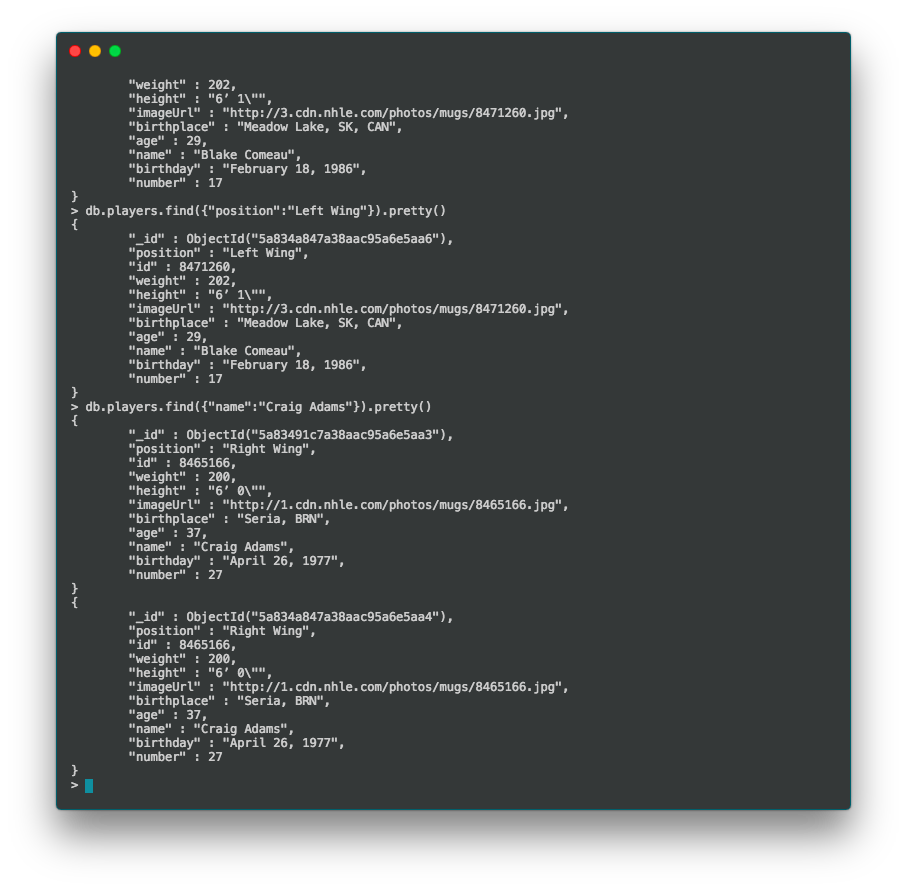 "weight" : 202,
"height" : "6’ 1\"",
"imageUrl" : "http://3.cdn.nhle.com/photos/mugs/8471260.jpg",
"birthplace" : "Meadow Lake, SK, CAN",
"age" : 29,
"name" : "Blake Comeau",
"birthday" : "February 18, 1986",
"number" : 17
}
> db.players.find({"position":"Left Wing"}).pretty()
{
"_id" : ObjectId("5a834a847a38aac95a6e5aa6"),
"position" : "Left Wing",
"id" : 8471260,
"weight" : 202,
"height" : "6’ 1\"",
"imageUrl" : "http://3.cdn.nhle.com/photos/mugs/8471260.jpg",
"birthplace" : "Meadow Lake, SK, CAN",
"age" : 29,
"name" : "Blake Comeau",
"birthday" : "February 18, 1986",
"number" : 17
}
> db.players.find({"name":"Craig Adams"}).pretty()
{
"_id" : ObjectId("5a83491c7a38aac95a6e5aa3"),
"position" : "Right Wing",
"id" : 8465166,
"weight" : 200,
"height" : "6’ 0\"",
"imageUrl" : "http://1.cdn.nhle.com/photos/mugs/8465166.jpg",
"birthplace" : "Seria, BRN",
"age" : 37,
"name" : "Craig Adams",
"birthday" : "April 26, 1977",
"number" : 27
}
{
"_id" : ObjectId("5a834a847a38aac95a6e5aa4"),
"position" : "Right Wing",
"id" : 8465166,
"weight" : 200,
"height" : "6’ 0\"",
"imageUrl" : "http://1.cdn.nhle.com/photos/mugs/8465166.jpg",
"birthplace" : "Seria, BRN",
"age" : 37,
"name" : "Craig Adams",
"birthday" : "April 26, 1977",
"number" : 27
}
>